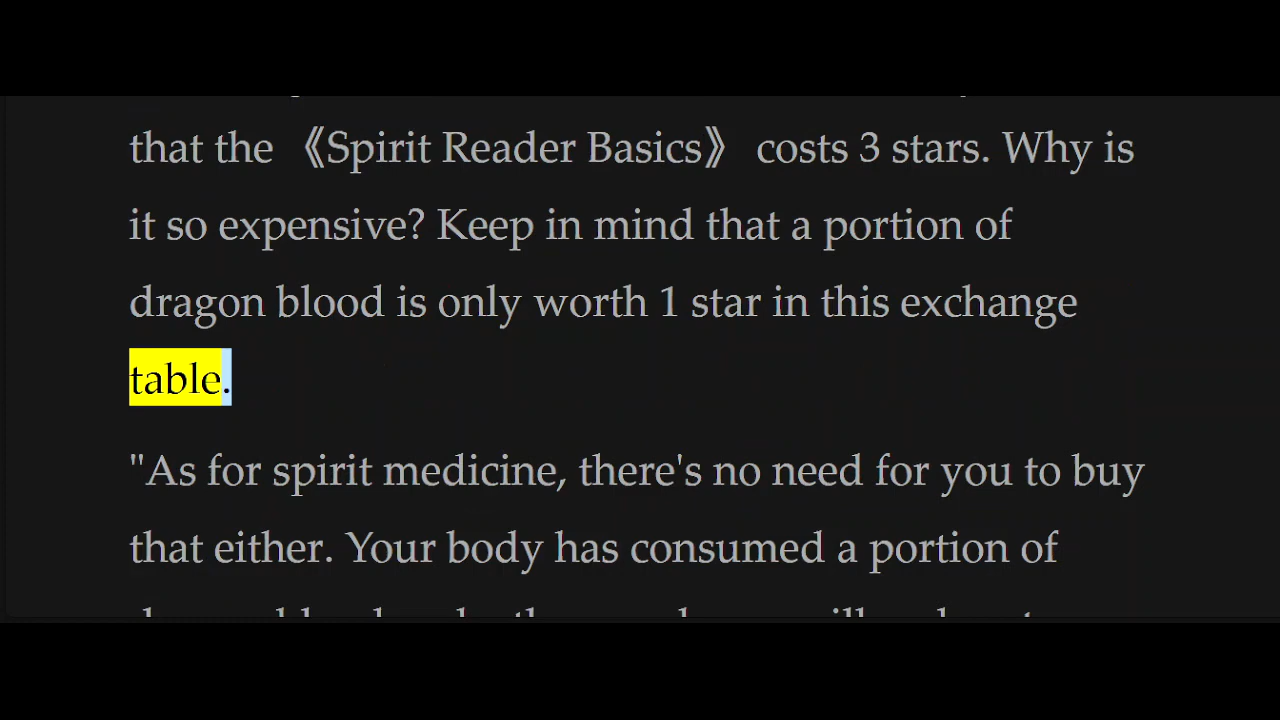 that the 《Spirit Reader Basics》 costs 3 stars. Why is
it so expensive? Keep in mind that a portion of
dragon blood is only worth 1 star in this exchange
table.
"As for spirit medicine, there's no need for you to buy
that either. Your body has consumed a portion of